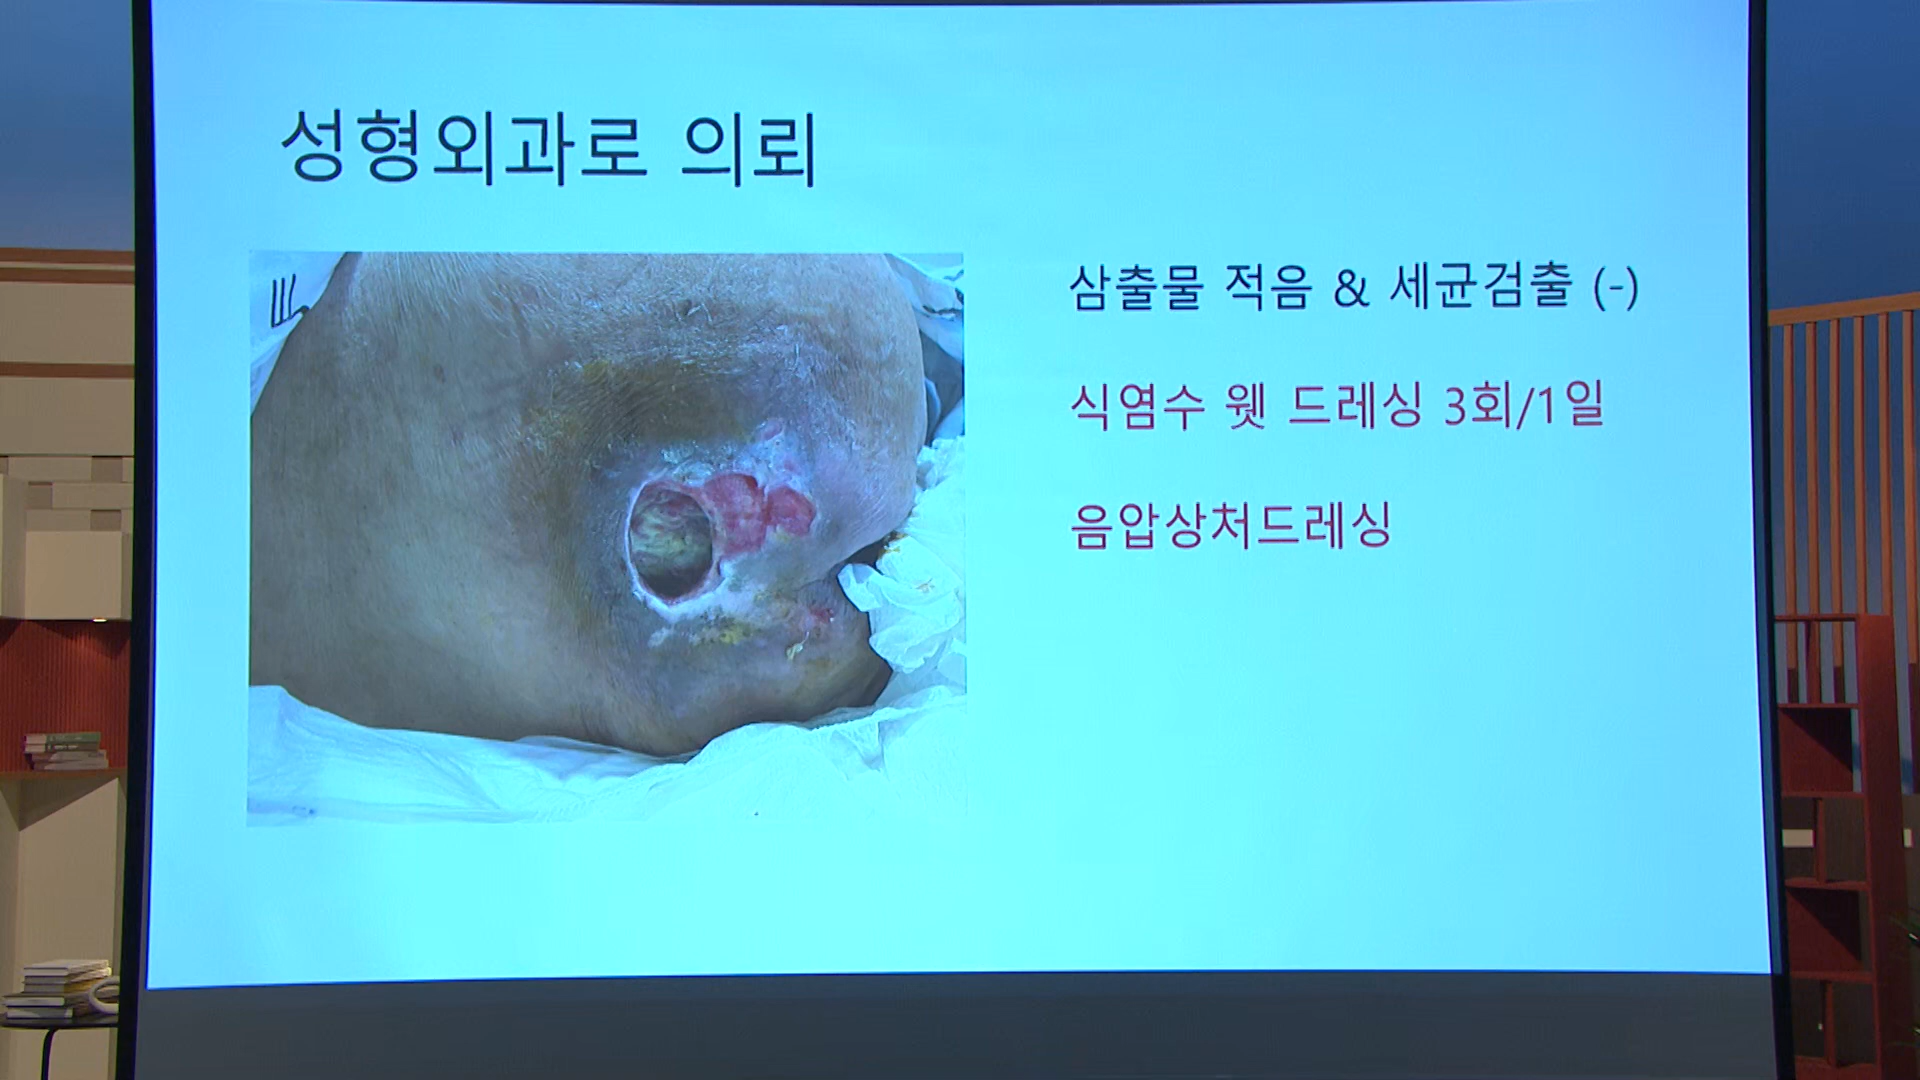 성형외과로 의뢰
삼출물 적음 & 세균검출 (-)
식염수 웻 드레싱 3회/1일
음압상처드레싱